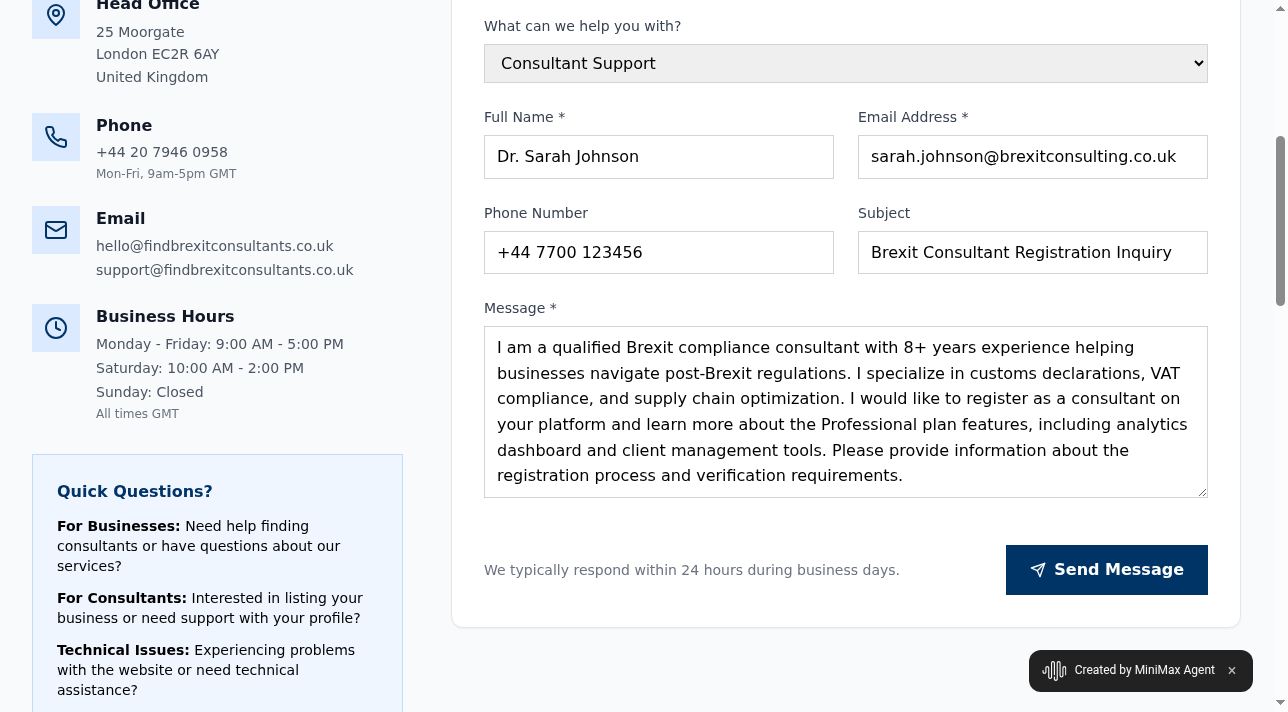 Head Office
25 Moorgate
London EC2R 6AY
United Kingdom
Phone
+44 20 7946 0958
Mon-Fri, 9am-5pm GMT
Email
hello@findbrexitconsultants.co.uk
support@findbrexitconsultants.co.uk
Business Hours
Monday - Friday: 9:00 AM - 5:00 PM
Saturday: 10:00 AM - 2:00 PM
Sunday: Closed
All times GMT
Quick Questions?
For Businesses: Need help finding
consultants or have questions about our
services?
For Consultants: Interested in listing your
business or need support with your profile?
Technical Issues: Experiencing problems
with the website or need technical
assistance?
What can we help you with?
Consultant Support
Full Name *
Dr. Sarah Johnson
Email Address *
sarah.johnson@brexitconsulting.co.uk
Phone Number
+44 7700 123456
Subject
Brexit Consultant Registration Inquiry
Message *
I am a qualified Brexit compliance consultant with 8+ years experience helping
businesses navigate post-Brexit regulations. I specialize in customs declarations, VAT
compliance, and supply chain optimization. I would like to register as a consultant on
your platform and learn more about the Professional plan features, including analytics
dashboard and client management tools. Please provide information about the
registration process and verification requirements.
We typically respond within 24 hours during business days.
Send Message
Created by MiniMax Agent